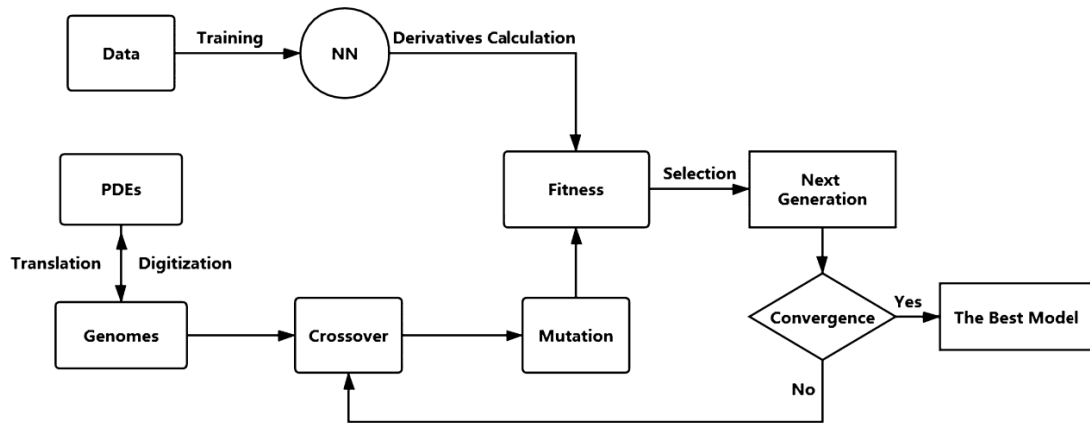 Data
Training
NN
Derivatives Calculation
PDEs
Fitness
Selection
Next
Generation
Translation
Digitization
Genomes
Crossover
Mutation
Convergence
Yes
The Best Model
No